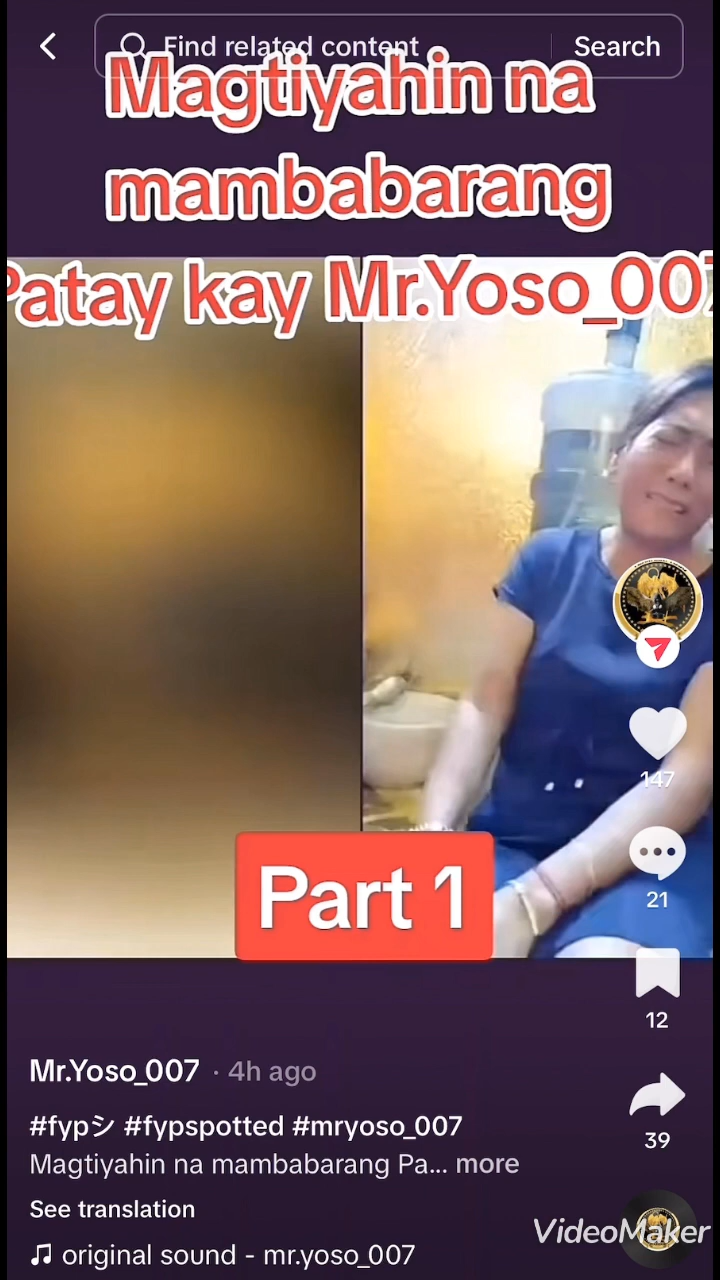 Find related content
Search
Magtiyahin na
mambabarang
Patay kay Mr.Yoso_007
Part 1
147
21
12
39
Mr.Yoso_007 · 4h ago
#fypシ #fypspotted #mryoso_007
Magtiyahin na mambabarang Pa... more
See translation
original sound - mr.yoso_007
VideoMaker